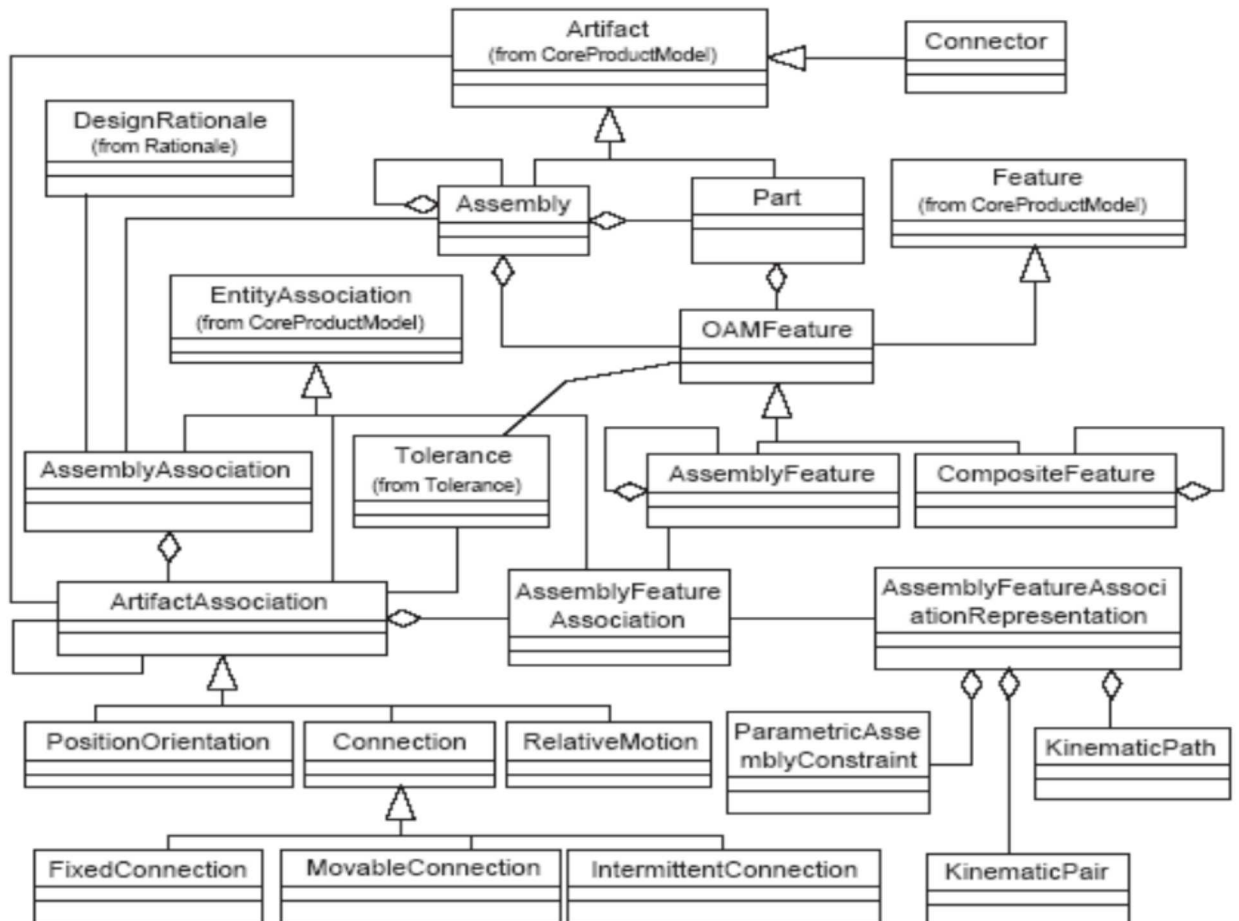 Artifact
(from CoreProductModel)
Connector
DesignRationale
(from Rationale)
Assembly
Part
Feature
(from CoreProductModel)
EntityAssociation
(from CoreProductModel)
OAMFeature
AssemblyAssociation
Tolerance
(from Tolerance)
AssemblyFeature
CompositeFeature
ArtifactAssociation
AssemblyFeature
Association
AssemblyFeatureAssoci
ationRepresentation
PositionOrientation
Connection
RelativeMotion
ParametricAsse
mblyConstraint
KinematicPath
FixedConnection
MovableConnection
IntermittentConnection
KinematicPair